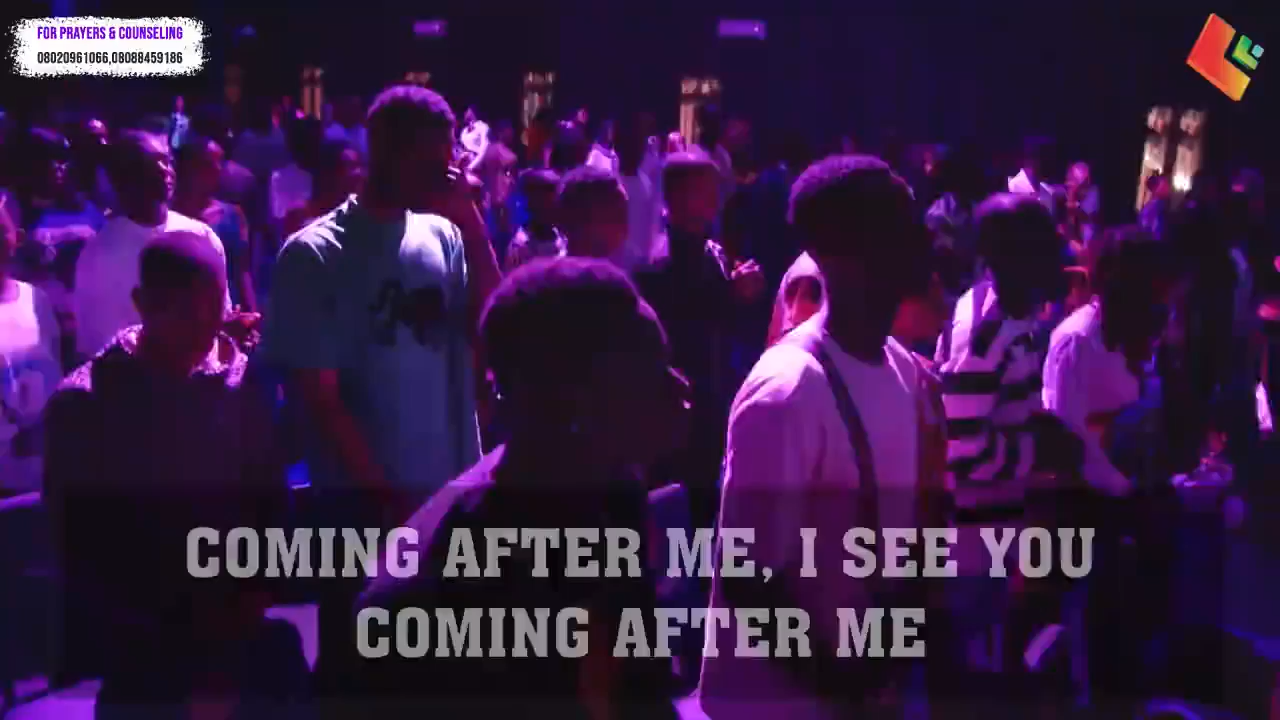 FOR PRAYERS & COUNSELING
08020961066,08088459186
COMING AFTER ME, I SEE YOU
COMING AFTER ME